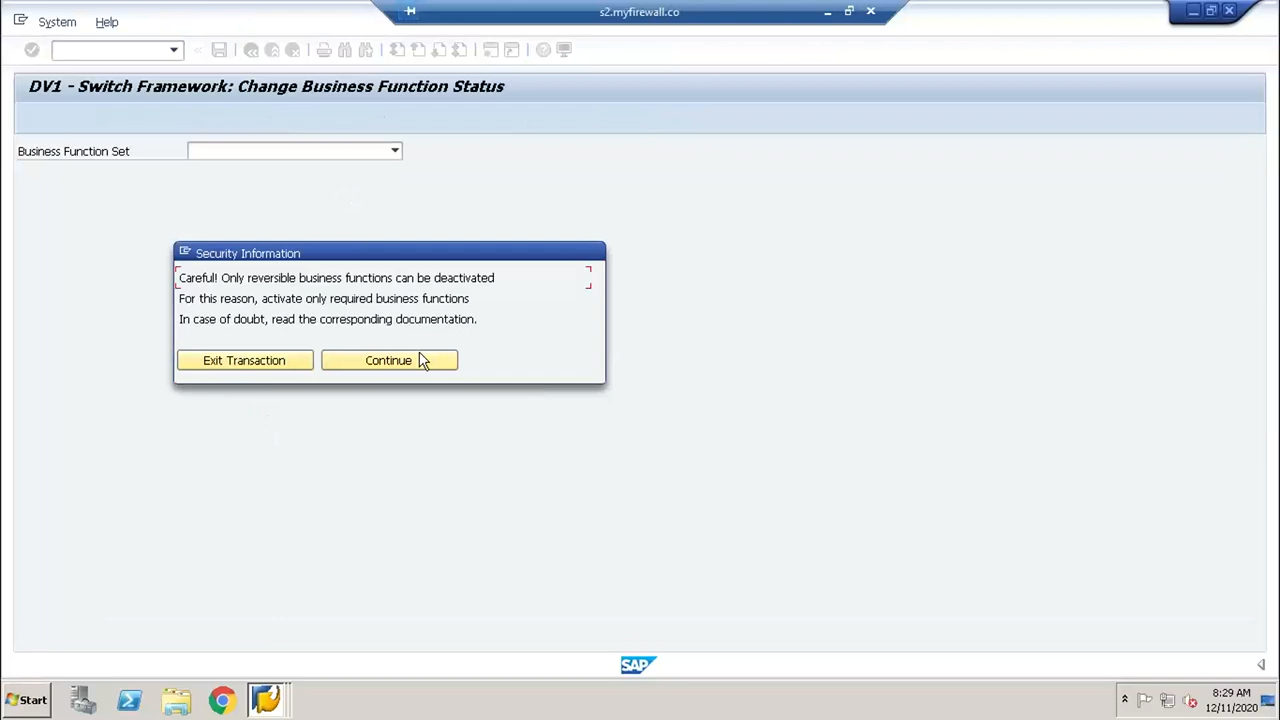 s2.myfirewall.co
System Help
DV1 - Switch Framework: Change Business Function Status
Business Function Set
Security Information
Careful! Only reversible business functions can be deactivated
For this reason, activate only required business functions
In case of doubt, read the corresponding documentation.
Exit Transaction Continue
SAP
Start
8:29 AM
12/11/2020